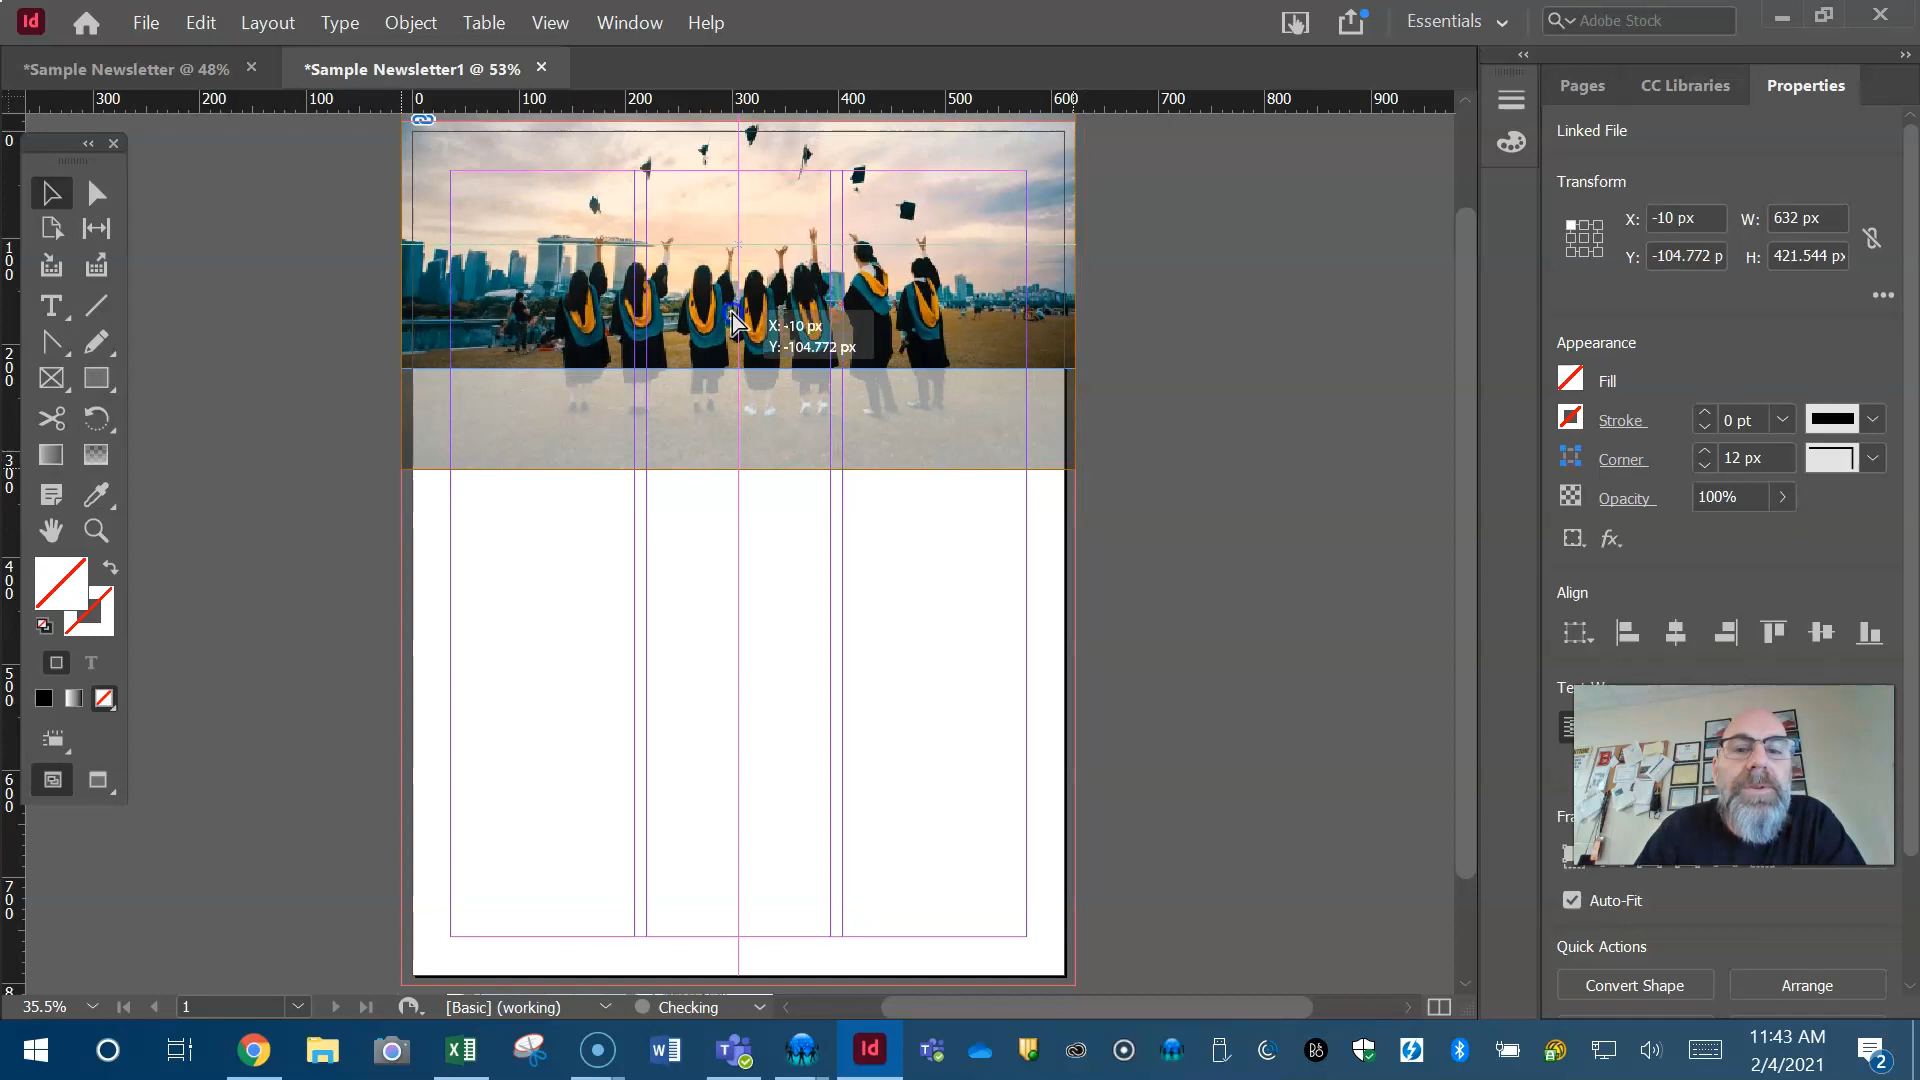 Id File Edit Layout Type Object Table View Window Help Essentials Adobe Stock
*Sample Newsletter @ 48% *Sample Newsletter1 @ 53%
300 200 100 0 100 200 300 400 500 600 700 800 900
Pages CC Libraries Properties
Linked File
Transform
X: -10 px W: 632 px
Y: -104.772 p H: 421.544 px
X: -10 px
Y: -104.772 px
Appearance
Fill
Stroke 0 pt
Corner 12 px
Opacity 100%
fx.
Align
Auto-Fit
Quick Actions
Convert Shape Arrange
0
100
200
300
400
500
600
700
8
35.5% 1 [Basic] (working) Checking
11:43 AM
2/4/2021
2